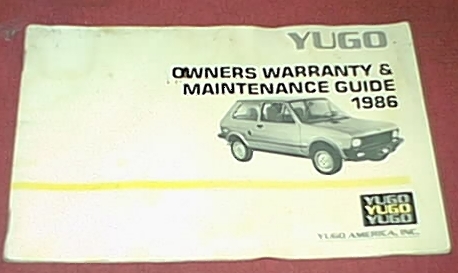 YUGO
OWNERS WARRANTY &
MAINTENANCE GUIDE
1986
YUGO
YUGO
YUGO
YUGO AMERICA, INC.